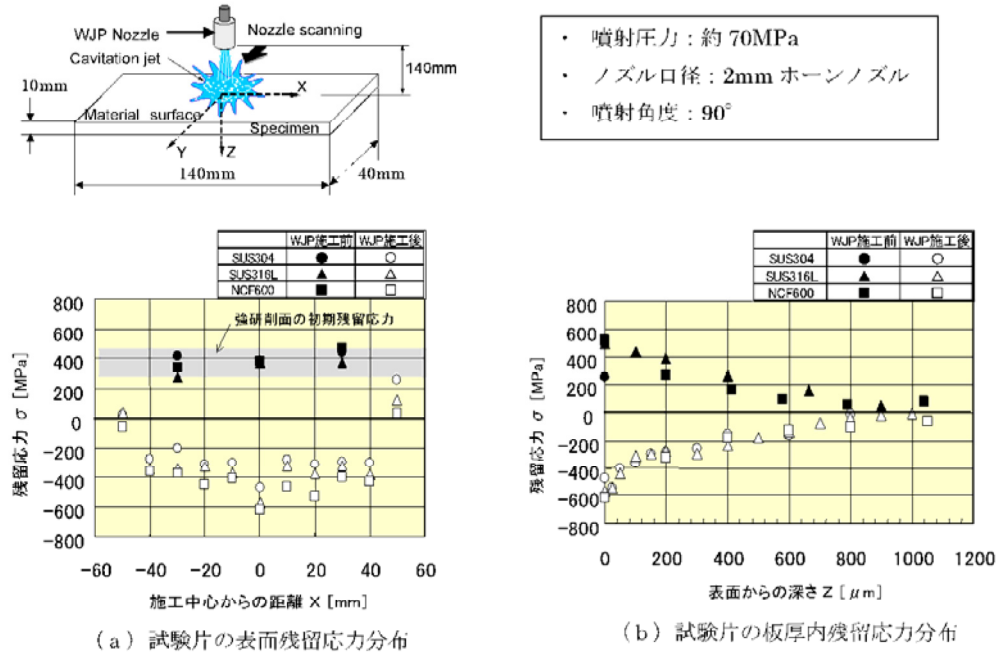 WJP Nozzle
Nozzle scanning
Cavitation jet
140mm
10mm
X
Material surface
Specimen
Y
Z
140mm
40mm
・ 噴射圧力：約 70MPa
・ ノズル口径：2mm ホーンノズル
・ 噴射角度：90°
WJP施工前 WJP施工後
SUS304 ● ○
SUS316L ▲ △
NCF600 ■ □
強研削面の初期残留応力
残留応力 σ [MPa]
800
600
400
200
0
-200
-400
-600
-800
-60 -40 -20 0 20 40 60
施工中心からの距離 X [mm]
(a) 試験片の表面残留応力分布
WJP施工前 WJP施工後
SUS304 ● ○
SUS316L ▲ △
NCF600 ■ □
残留応力 σ [MPa]
800
600
400
200
0
-200
-400
-600
-800
0 200 400 600 800 1000 1200
表面からの深さ Z [μm]
(b) 試験片の板厚内残留応力分布